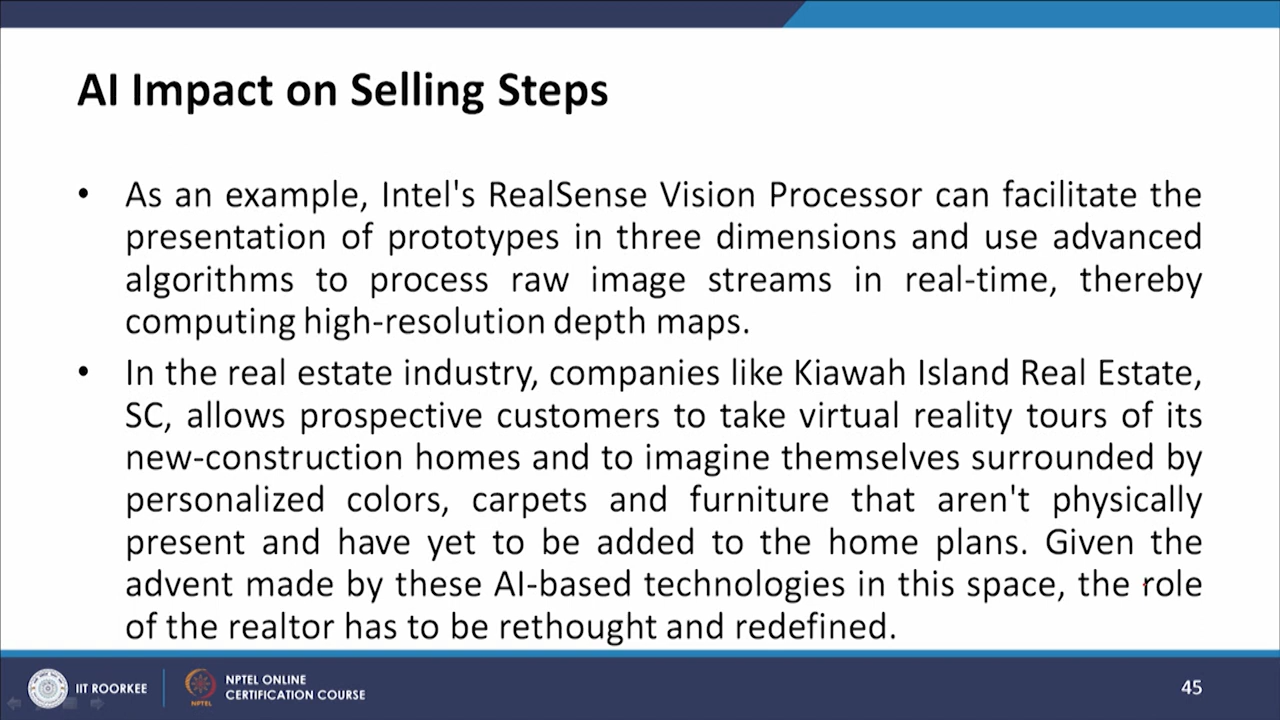 AI Impact on Selling Steps
• As an example, Intel's RealSense Vision Processor can facilitate the
presentation of prototypes in three dimensions and use advanced
algorithms to process raw image streams in real-time, thereby
computing high-resolution depth maps.
• In the real estate industry, companies like Kiawah Island Real Estate,
SC, allows prospective customers to take virtual reality tours of its
new-construction homes and to imagine themselves surrounded by
personalized colors, carpets and furniture that aren't physically
present and have yet to be added to the home plans. Given the
advent made by these AI-based technologies in this space, the role
of the realtor has to be rethought and redefined.
IIT ROORKEE
NPTEL
NPTEL ONLINE
CERTIFICATION COURSE
45